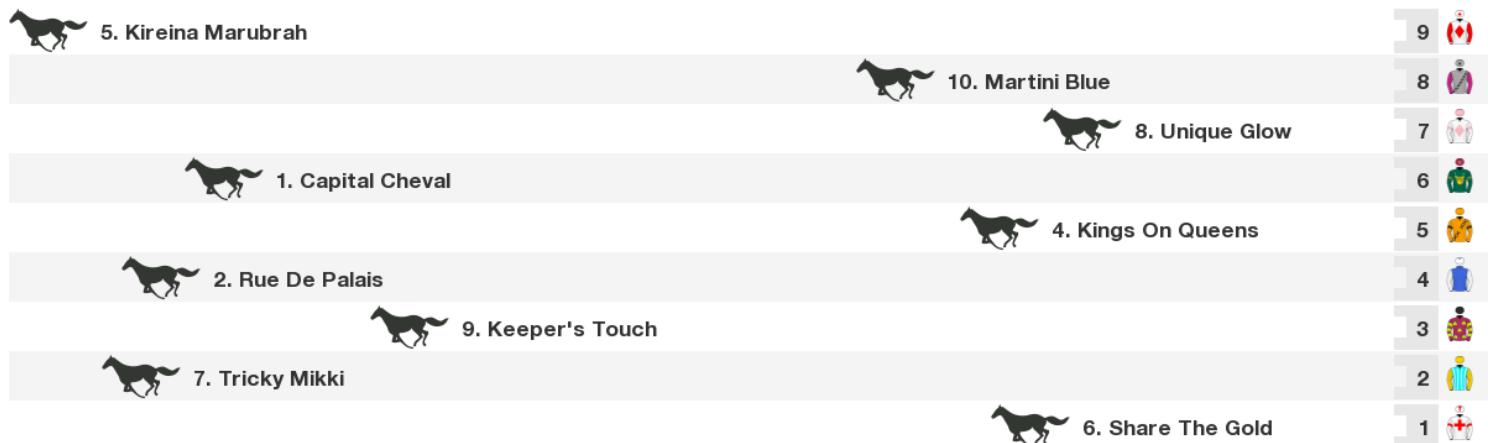 5. Kireina Marubrah 9
10. Martini Blue 8
8. Unique Glow 7
1. Capital Cheval 6
4. Kings On Queens 5
2. Rue De Palais 4
9. Keeper's Touch 3
7. Tricky Mikki 2
6. Share The Gold 1